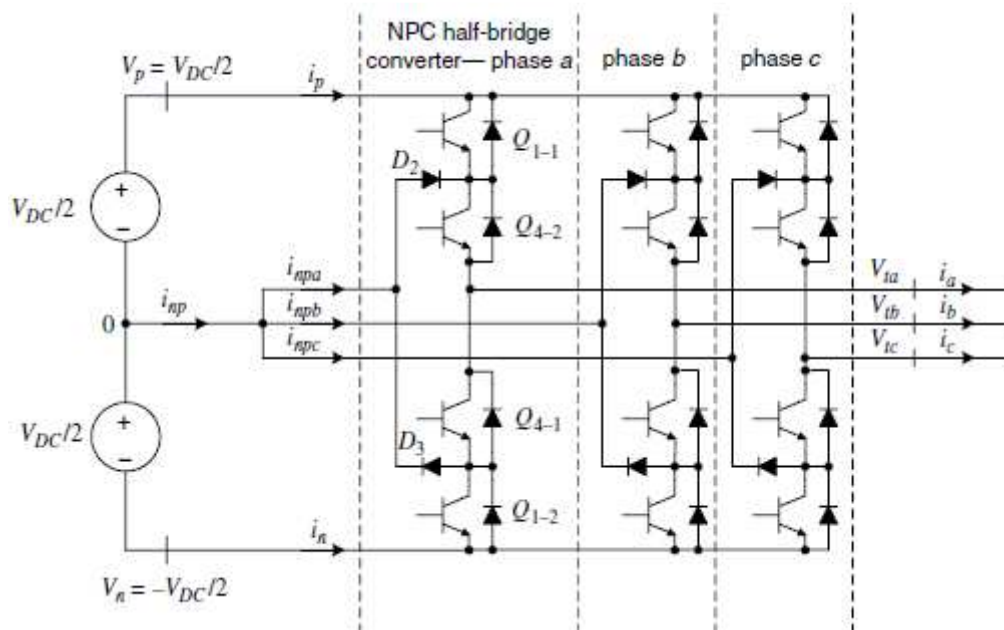 NPC half-bridge
converter— phase a
phase b
phase c
V_p = V_DC/2
i_p
Q_1–1
D_2
+
–
V_DC/2
Q_4–2
i_npa
V_ta
i_a
i_np
i_npb
V_tb
i_b
0
i_npc
V_tc
i_c
+
–
V_DC/2
Q_4–1
D_3
Q_1–2
i_n
V_n = –V_DC/2